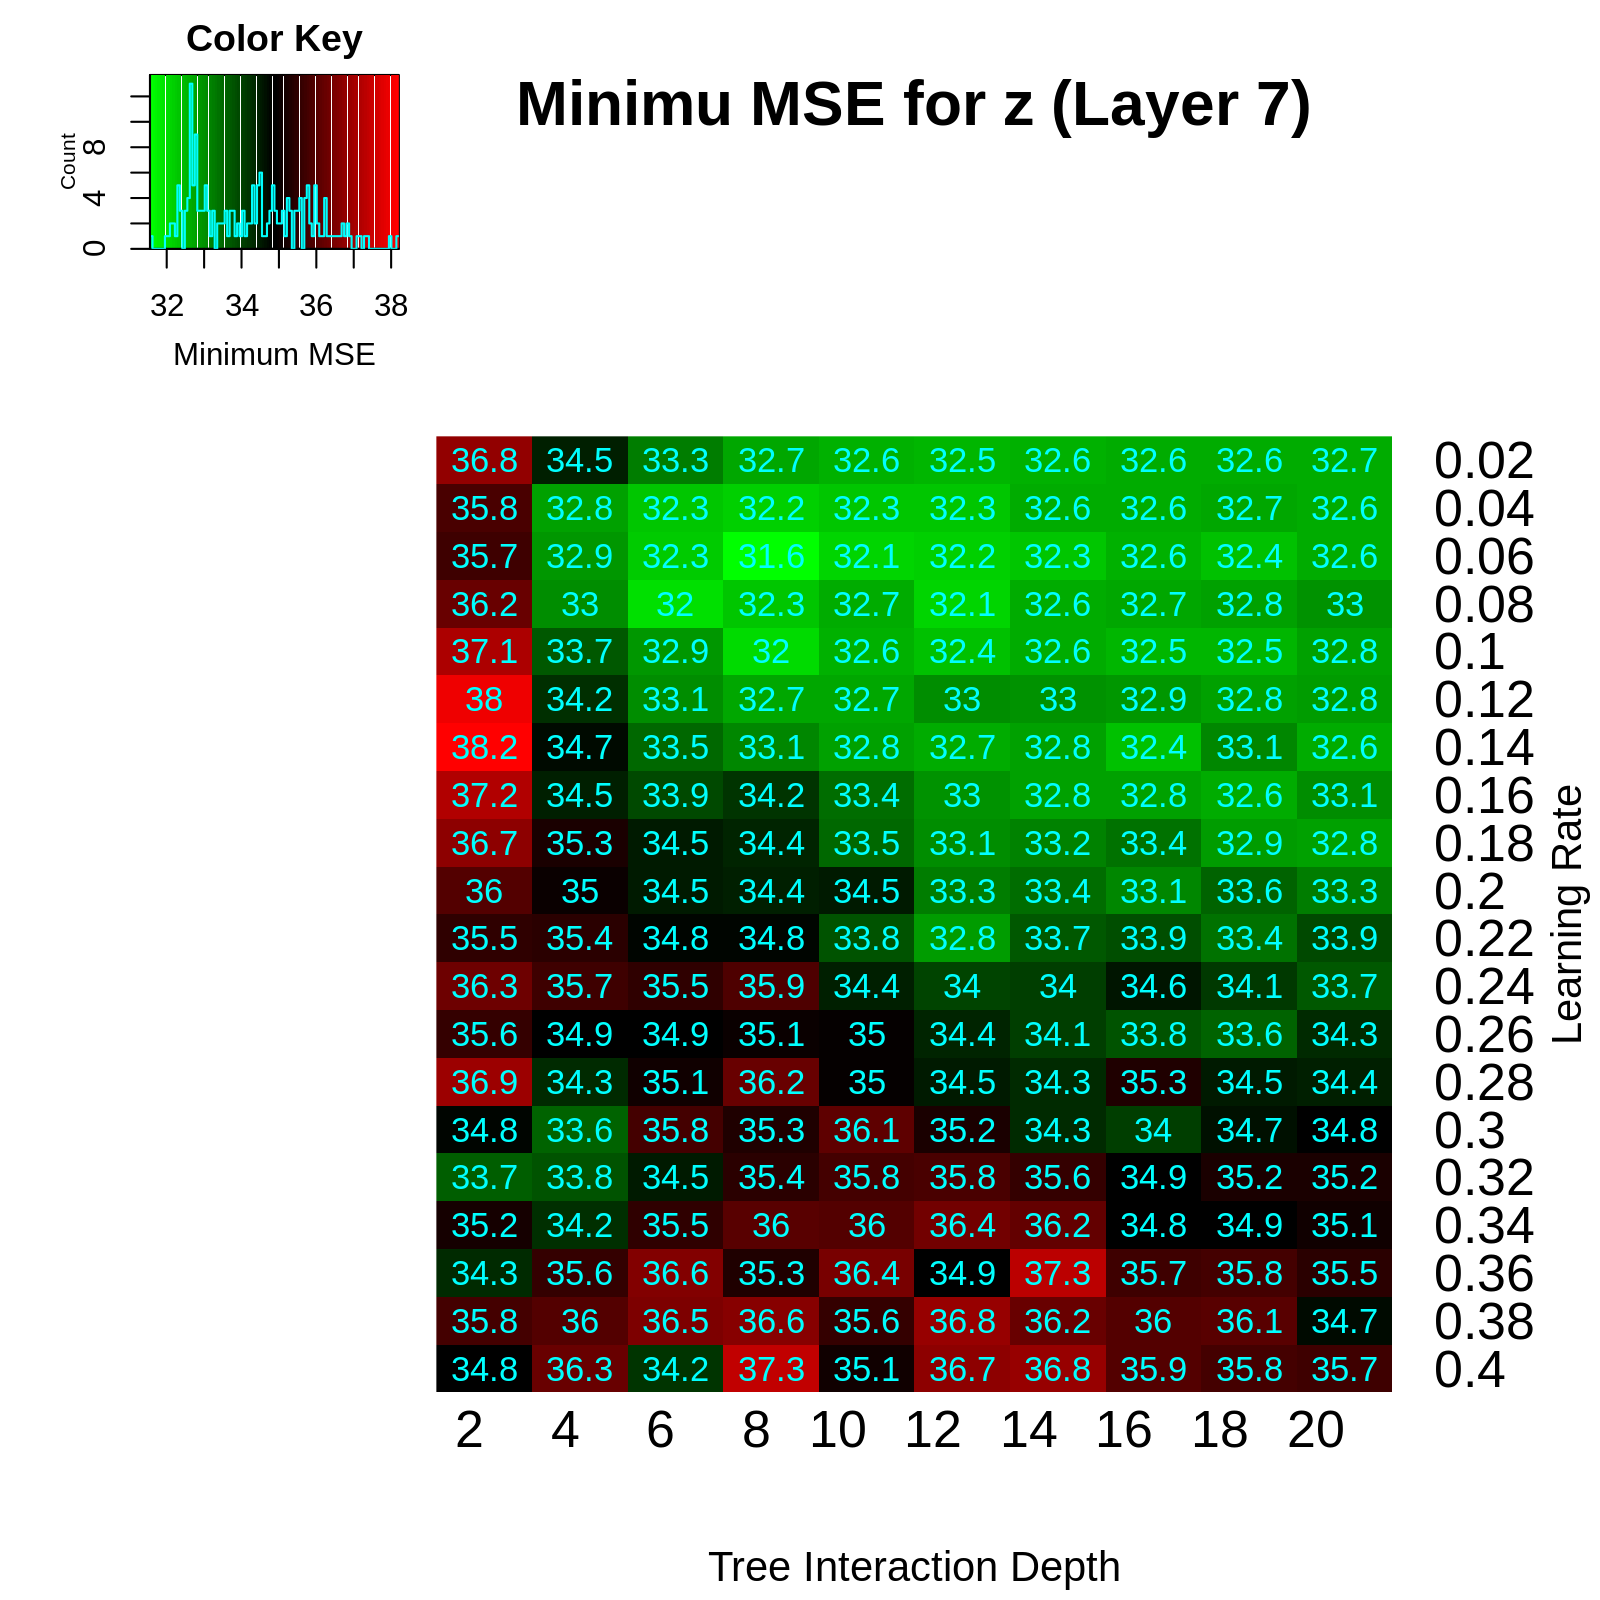 Color Key
Minimu MSE for z (Layer 7)
Count
0 4 8
32 34 36 38
Minimum MSE
36.8 34.5 33.3 32.7 32.6 32.5 32.6 32.6 32.6 32.7 0.02
35.8 32.8 32.3 32.2 32.3 32.3 32.6 32.6 32.7 32.6 0.04
35.7 32.9 32.3 31.6 32.1 32.2 32.3 32.6 32.4 32.6 0.06
36.2 33 32 32.3 32.7 32.1 32.6 32.7 32.8 33 0.08
37.1 33.7 32.9 32 32.6 32.4 32.6 32.5 32.5 32.8 0.1
38 34.2 33.1 32.7 32.7 33 33 32.9 32.8 32.8 0.12
38.2 34.7 33.5 33.1 32.8 32.7 32.8 32.4 33.1 32.6 0.14
37.2 34.5 33.9 34.2 33.4 33 32.8 32.8 32.6 33.1 0.16
36.7 35.3 34.5 34.4 33.5 33.1 33.2 33.4 32.9 32.8 0.18
36 35 34.5 34.4 34.5 33.3 33.4 33.1 33.6 33.3 0.2
35.5 35.4 34.8 34.8 33.8 32.8 33.7 33.9 33.4 33.9 0.22
36.3 35.7 35.5 35.9 34.4 34 34 34.6 34.1 33.7 0.24
35.6 34.9 34.9 35.1 35 34.4 34.1 33.8 33.6 34.3 0.26
36.9 34.3 35.1 36.2 35 34.5 34.3 35.3 34.5 34.4 0.28
34.8 33.6 35.8 35.3 36.1 35.2 34.3 34 34.7 34.8 0.3
33.7 33.8 34.5 35.4 35.8 35.8 35.6 34.9 35.2 35.2 0.32
35.2 34.2 35.5 36 36 36.4 36.2 34.8 34.9 35.1 0.34
34.3 35.6 36.6 35.3 36.4 34.9 37.3 35.7 35.8 35.5 0.36
35.8 36 36.5 36.6 35.6 36.8 36.2 36 36.1 34.7 0.38
34.8 36.3 34.2 37.3 35.1 36.7 36.8 35.9 35.8 35.7 0.4
Learning Rate
2 4 6 8 10 12 14 16 18 20
Tree Interaction Depth